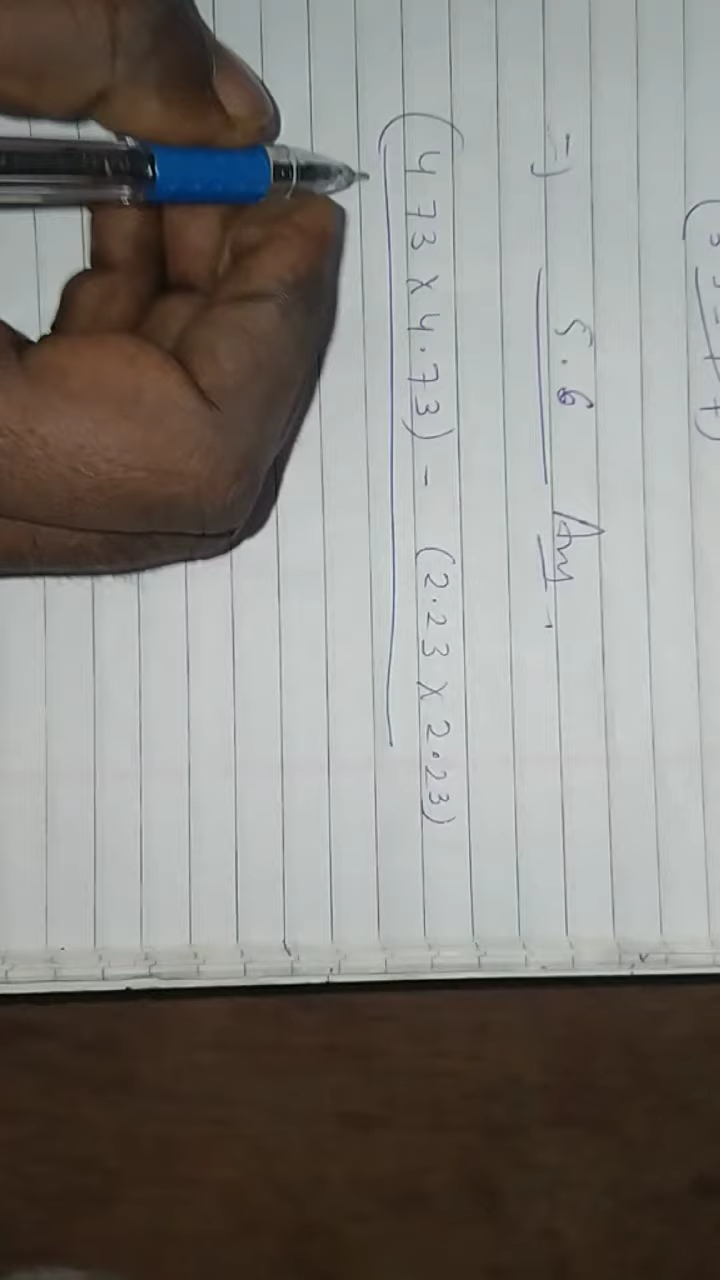 =) 5.6 Ans.
(4 73 x 4.73) - (2.23 x 2.23)